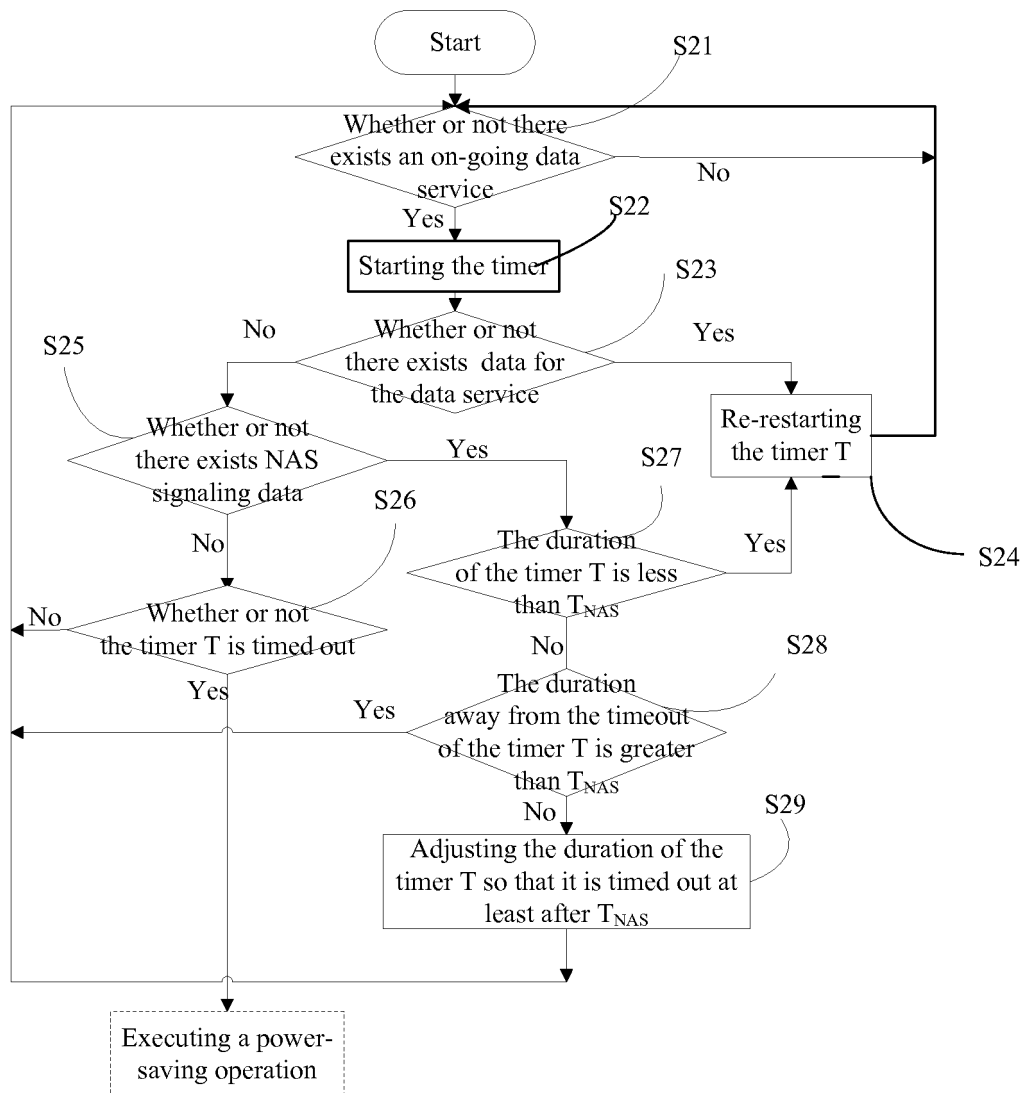 Start
S21
Whether or not there
exists an on-going data
service
No
Yes
S22
Starting the timer
S23
Whether or not
there exists data for
the data service
No
Yes
S25
Whether or not
there exists NAS
signaling data
Yes
Re-restarting
the timer T
S27
S26
No
The duration
of the timer T is less
than TNAS
Yes
S24
No
Whether or not
the timer T is timed out
No
S28
Yes
The duration
away from the timeout
of the timer T is greater
than TNAS
Yes
No
S29
Adjusting the duration of the
timer T so that it is timed out at
least after TNAS
Executing a power-
saving operation